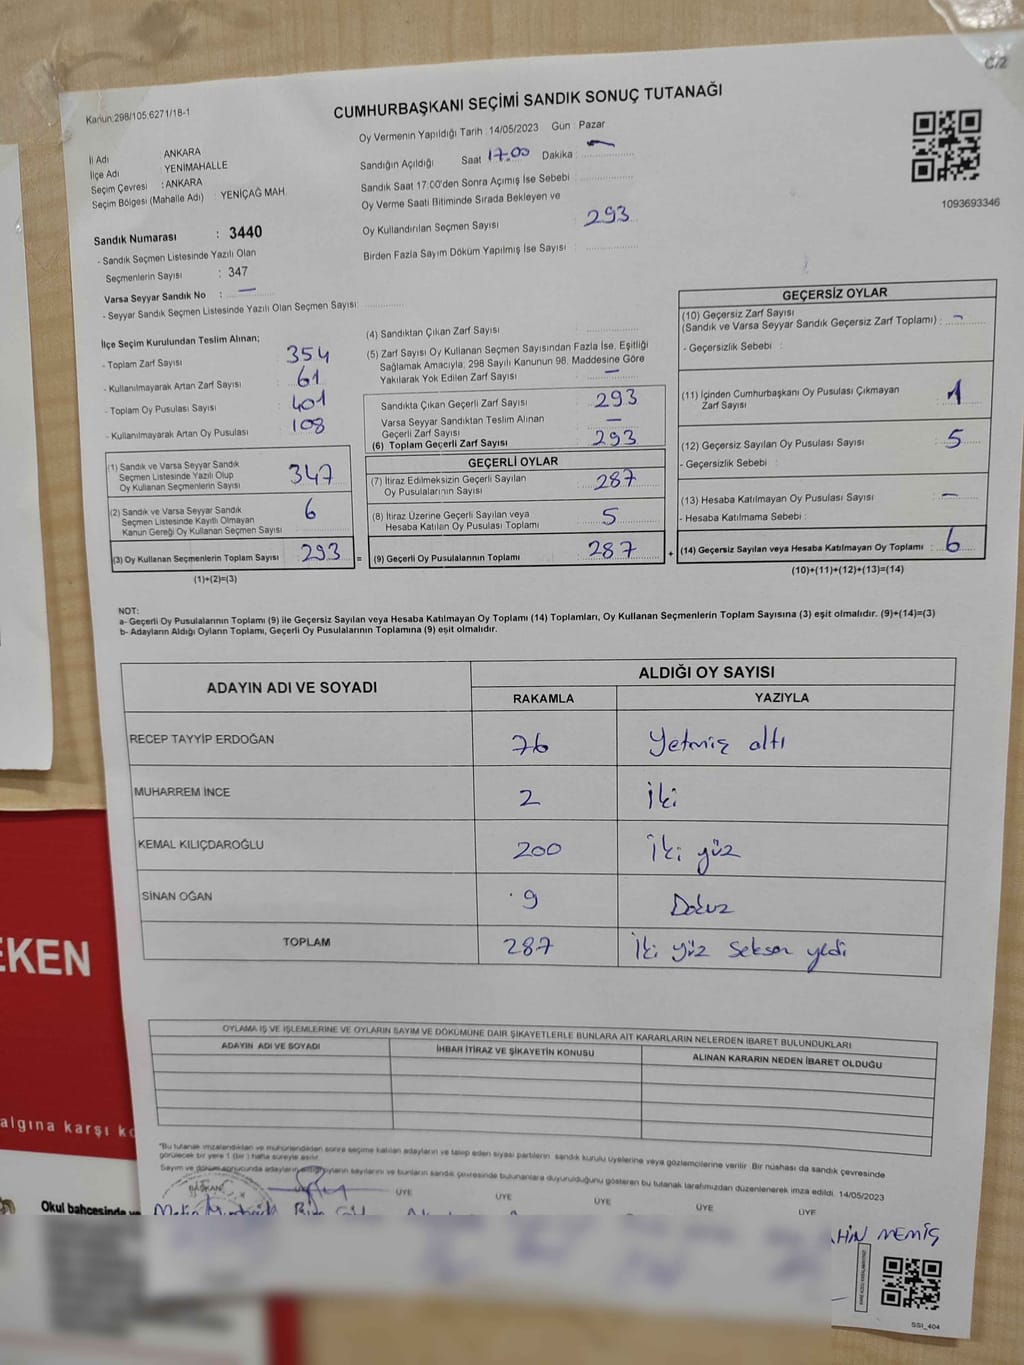 C/2
Kanun:298/105:6271/18-1
CUMHURBAŞKANI SEÇİMİ SANDIK SONUÇ TUTANAĞI
Oy Vermenin Yapıldığı Tarih : 14/05/2023 Gün : Pazar
İl Adı ANKARA
İlçe Adı YENİMAHALLE
Seçim Çevresi : ANKARA
Seçim Bölgesi (Mahalle Adı) : YENİÇAĞ MAH.
Sandığın Açıldığı Saat 17.00 Dakika : -
Sandık Saat 17:00'den Sonra Açımış İse Sebebi :
Oy Verme Saati Bitiminde Sırada Bekleyen ve
Oy Kullandırılan Seçmen Sayısı 293
Birden Fazla Sayım Döküm Yapılmış İse Sayısı :
1093693346
Sandık Numarası : 3440
- Sandık Seçmen Listesinde Yazılı Olan
Seçmenlerin Sayısı : 347
Varsa Seyyar Sandık No : -
- Seyyar Sandık Seçmen Listesinde Yazılı Olan Seçmen Sayısı:
İlçe Seçim Kurulundan Teslim Alınan;
- Toplam Zarf Sayısı 354
- Kullanılmayarak Artan Zarf Sayısı 61
- Toplam Oy Pusulası Sayısı 401
- Kullanılmayarak Artan Oy Pusulası 108
(1) Sandık ve Varsa Seyyar Sandık
Seçmen Listesinde Yazılı Olup
Oy Kullanan Seçmenlerin Sayısı 347
(2) Sandık ve Varsa Seyyar Sandık
Seçmen Listesinde Kayıtlı Olmayan
Kanun Gereği Oy Kullanan Seçmen Sayısı 6
(3) Oy Kullanan Seçmenlerin Toplam Sayısı 293 =
(1)+(2)=(3)
(4) Sandıktan Çıkan Zarf Sayısı
(5) Zarf Sayısı Oy Kullanan Seçmen Sayısından Fazla İse, Eşitliği
Sağlamak Amacıyla; 298 Sayılı Kanunun 98. Maddesine Göre
Yakılarak Yok Edilen Zarf Sayısı -
Sandıkta Çıkan Geçerli Zarf Sayısı 293
Varsa Seyyar Sandıktan Teslim Alınan
Geçerli Zarf Sayısı -
(6) Toplam Geçerli Zarf Sayısı 293
GEÇERLİ OYLAR
(7) İtiraz Edilmeksizin Geçerli Sayılan
Oy Pusulalarının Sayısı 287
(8) İtiraz Üzerine Geçerli Sayılan veya
Hesaba Katılan Oy Pusulası Toplamı 5
(9) Geçerli Oy Pusulalarının Toplamı 287 +
GEÇERSİZ OYLAR
(10) Geçersiz Zarf Sayısı
(Sandık ve Varsa Seyyar Sandık Geçersiz Zarf Toplamı) : -
- Geçersizlik Sebebi :
(11) İçinden Cumhurbaşkanı Oy Pusulası Çıkmayan
Zarf Sayısı 1
(12) Geçersiz Sayılan Oy Pusulası Sayısı 5
- Geçersizlik Sebebi :
(13) Hesaba Katılmayan Oy Pusulası Sayısı -
- Hesaba Katılmama Sebebi :
(14) Geçersiz Sayılan veya Hesaba Katılmayan Oy Toplamı : 6
(10)+(11)+(12)+(13)=(14)
NOT:
a- Geçerli Oy Pusulalarının Toplamı (9) ile Geçersiz Sayılan veya Hesaba Katılmayan Oy Toplamı (14) Toplamları, Oy Kullanan Seçmenlerin Toplam Sayısına (3) eşit olmalıdır. (9)+(14)=(3)
b- Adayların Aldığı Oyların Toplamı, Geçerli Oy Pusulalarının Toplamına (9) eşit olmalıdır.
ADAYIN ADI VE SOYADI ALDIĞI OY SAYISI
RAKAMLA YAZIYLA
RECEP TAYYİP ERDOĞAN 76 Yetmiş altı
MUHARREM İNCE 2 İki
KEMAL KILIÇDAROĞLU 200 İki yüz
SİNAN OĞAN 9 Dokuz
TOPLAM 287 İki yüz seksen yedi
OYLAMA İŞ VE İŞLEMLERİNE VE OYLARIN SAYIM VE DÖKÜMÜNE DAİR ŞİKAYETLERLE BUNLARA AİT KARARLARIN NELERDEN İBARET BULUNDUKLARI
ADAYIN ADI VE SOYADI İHBAR İTİRAZ VE ŞİKAYETİN KONUSU ALINAN KARARIN NEDEN İBARET OLDUĞU
*Bu tutanak imzalandıktan ve mühürlendikten sonra seçime katılan adayların ve talep eden siyasi partilerin sandık kurulu üyelerine veya gözlemcilerine verilir. Bir nüshası da sandık çevresinde
görülecek bir yere 1 (bir) hafta süreyle asılır.
Sayım ve döküm sonucunda adayların sayılarını ve bunların sandık çevresinde bulunanlara duyurulduğunu gösteren bu tutanak tarafımızdan düzenlenerek imza edildi. 14/05/2023
BAŞKAN ÜYE ÜYE ÜYE ÜYE ÜYE
MEMİŞ
SSI_404
EKEN
algına karşı
Okul bahcesinde